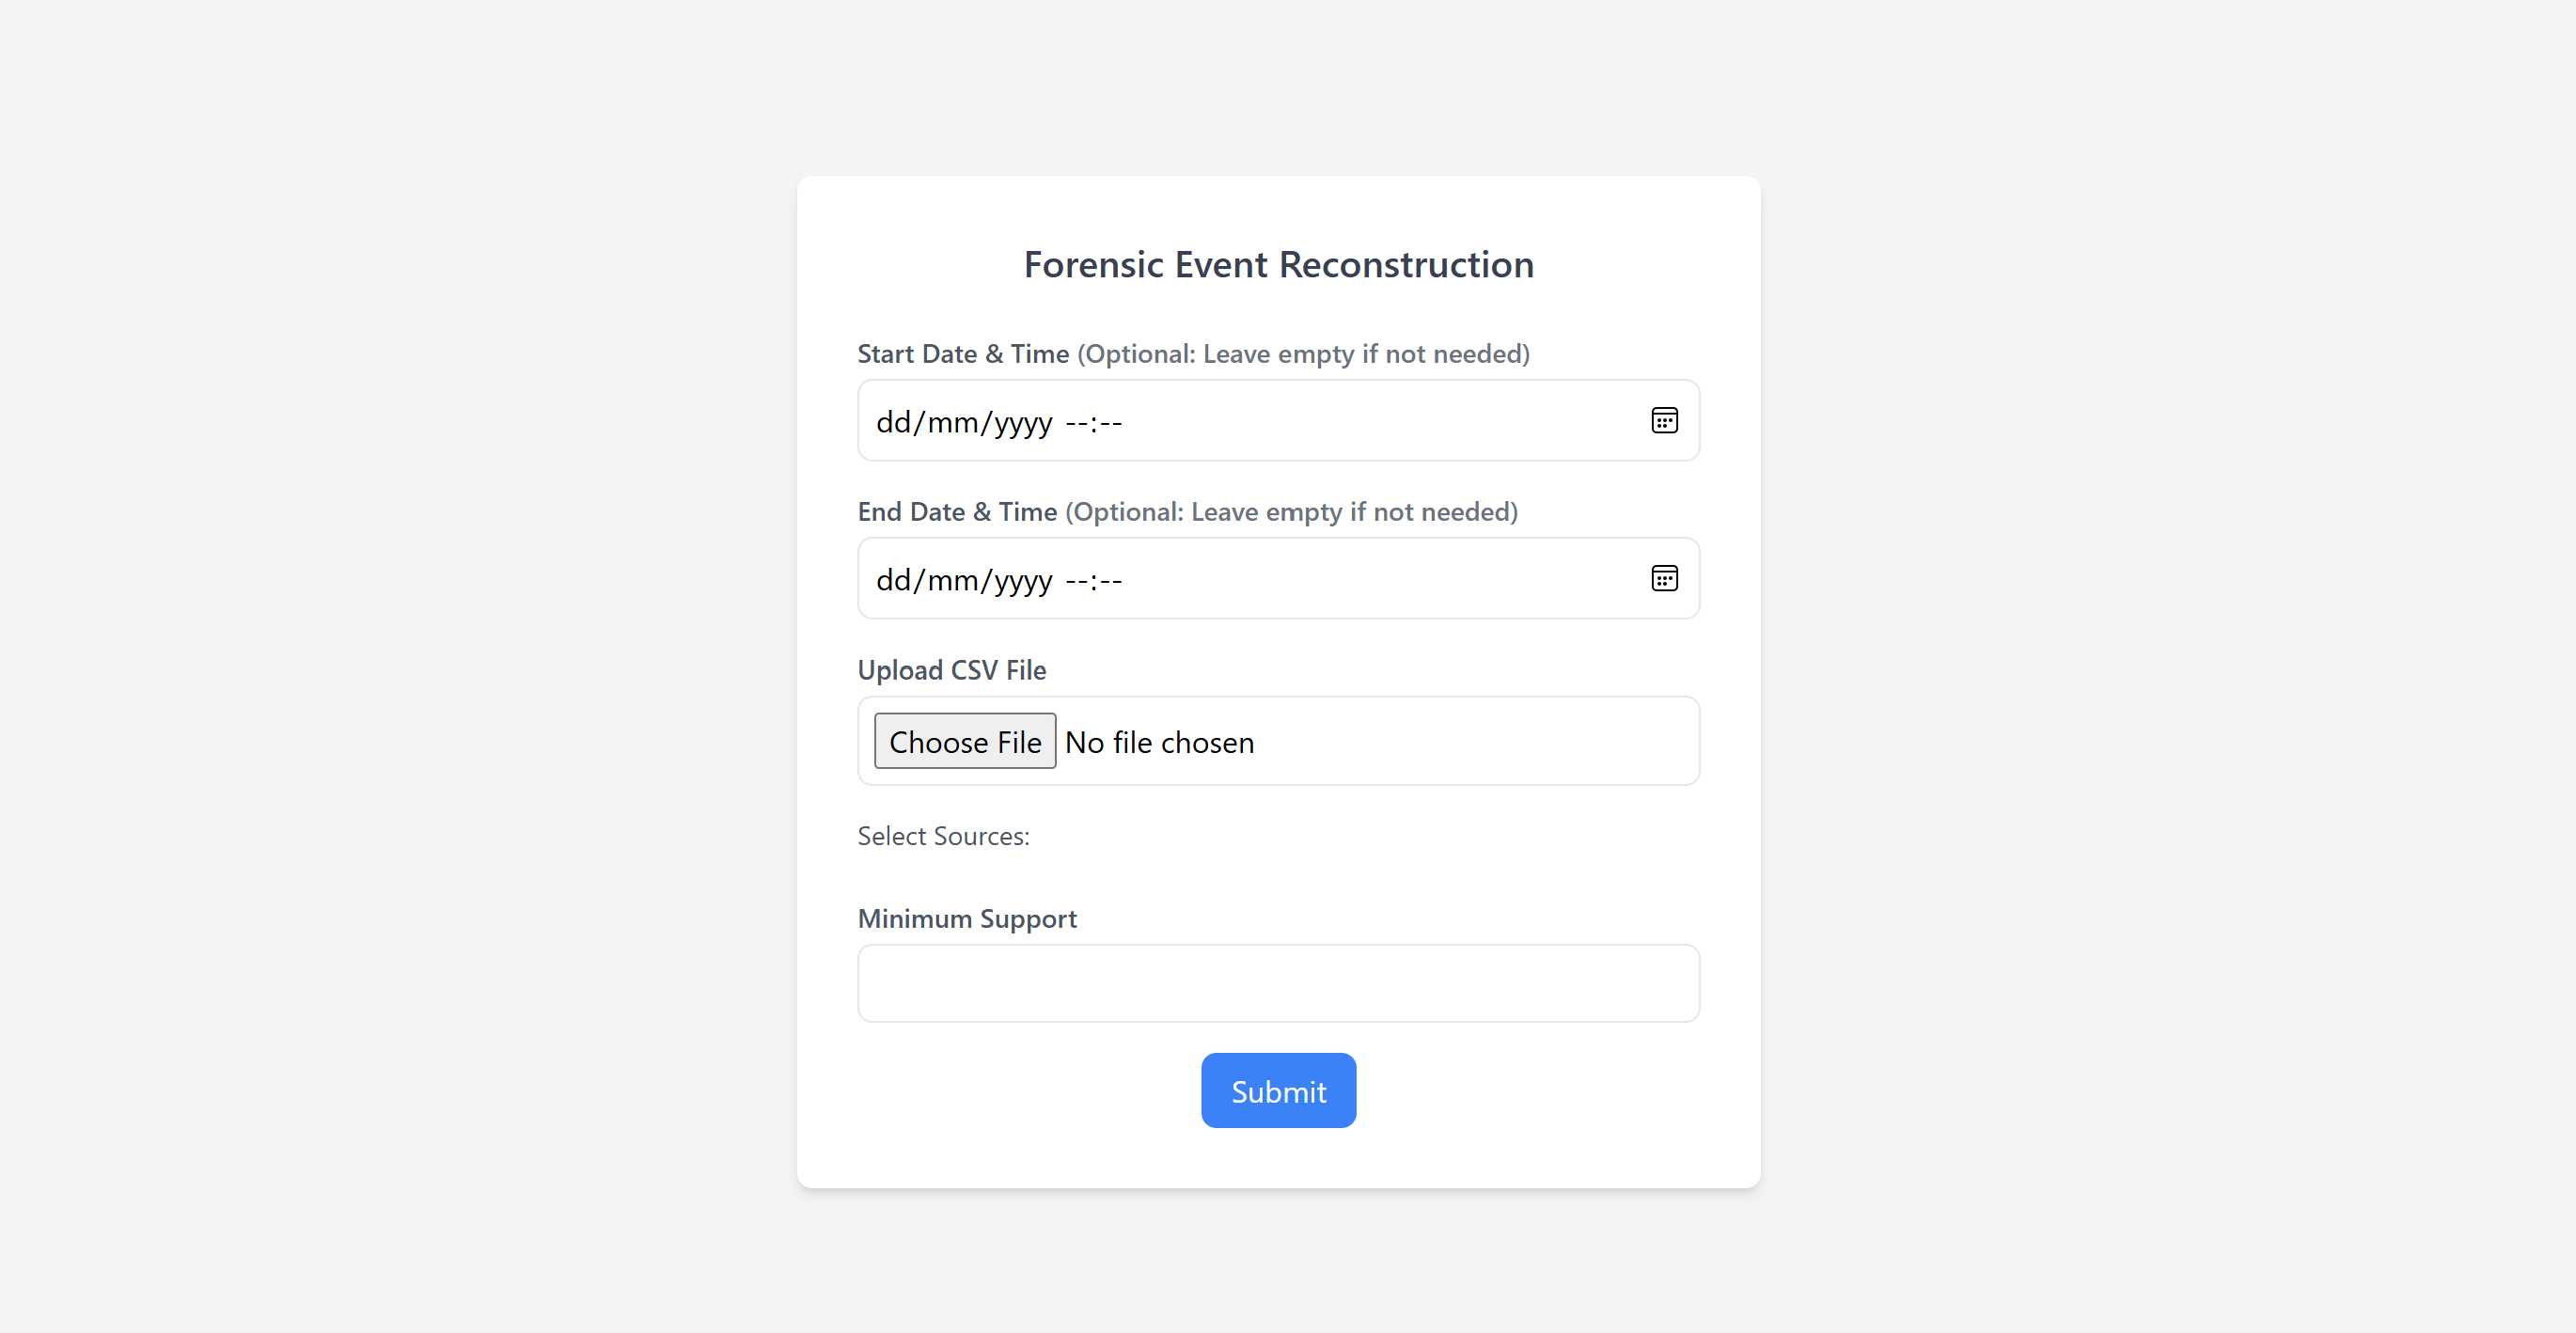 Forensic Event Reconstruction
Start Date & Time (Optional: Leave empty if not needed)
dd/mm/yyyy --:--
End Date & Time (Optional: Leave empty if not needed)
dd/mm/yyyy --:--
Upload CSV File
Choose File No file chosen
Select Sources:
Minimum Support
Submit